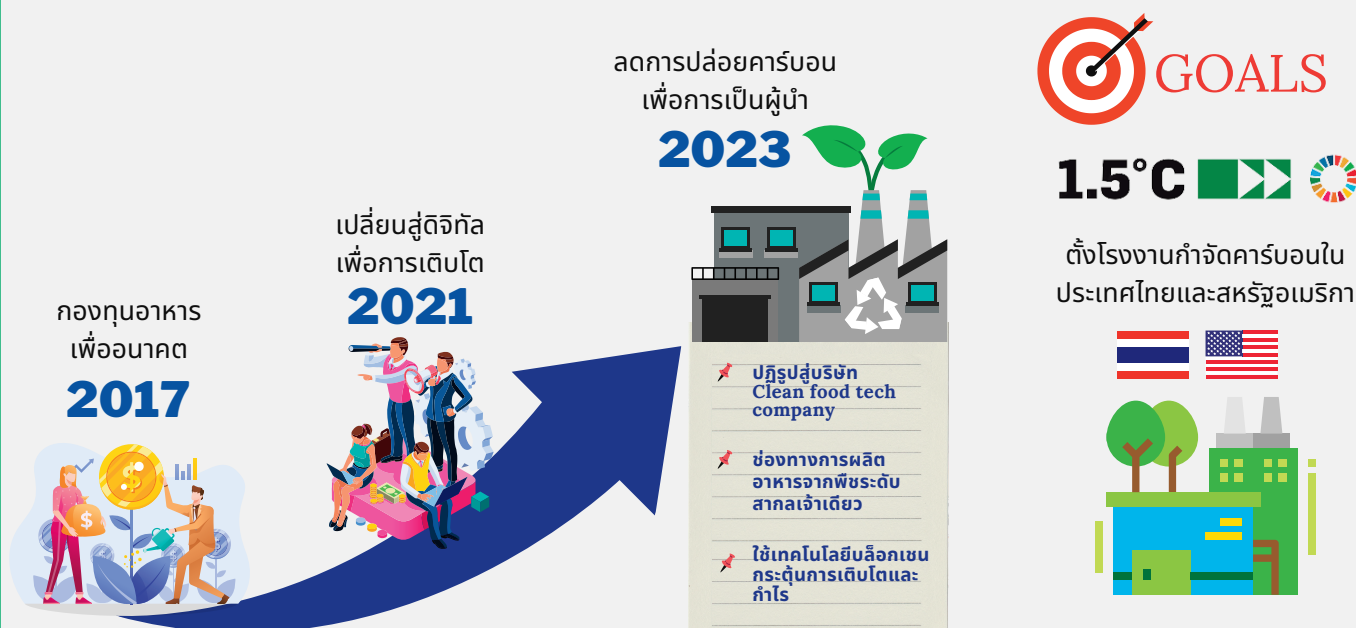 กองทุนอาหาร
เพื่ออนาคต
2017
เปลี่ยนสู่ดิจิทัล
เพื่อการเติบโต
2021
ลดการปล่อยคาร์บอน
เพื่อการเป็นผู้นำ
2023
ปฏิรูปสู่บริษัท
Clean food tech
company
ช่องทางการผลิต
อาหารจากพืชระดับ
สากลเจ้าเดียว
ใช้เทคโนโลยีบล็อกเชน
กระตุ้นการเติบโตและ
กำไร
GOALS
1.5°C
ตั้งโรงงานกำจัดคาร์บอนใน
ประเทศไทยและสหรัฐอเมริกา